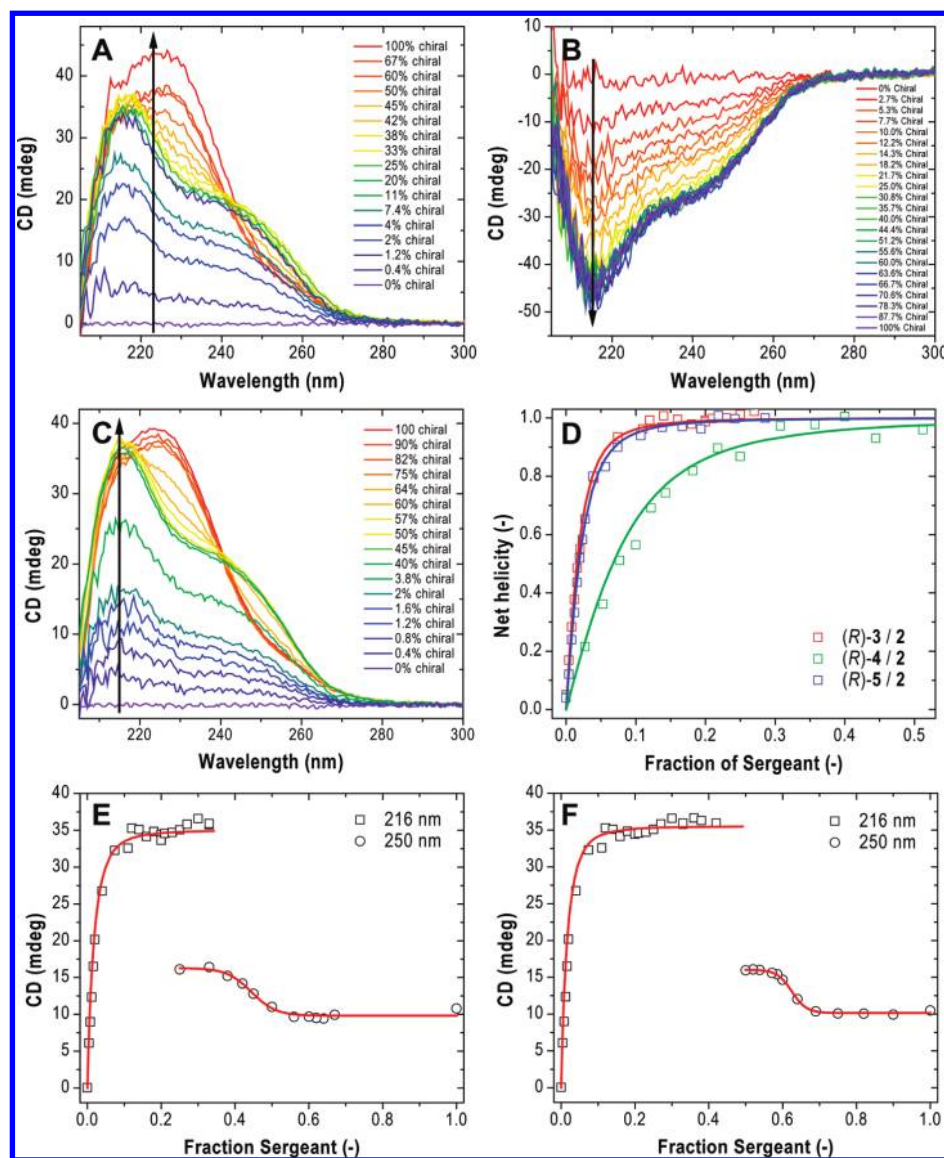 A
CD (mdeg)
40
30
20
10
0
220
240
260
280
300
Wavelength (nm)
100% chiral
67% chiral
60% chiral
50% chiral
45% chiral
42% chiral
38% chiral
33% chiral
25% chiral
20% chiral
11% chiral
7.4% chiral
4% chiral
2% chiral
1.2% chiral
0.4% chiral
0% chiral
B
CD (mdeg)
10
0
-10
-20
-30
-40
-50
220
240
260
280
300
Wavelength (nm)
0% Chiral
2.7% Chiral
5.3% Chiral
7.7% Chiral
10.0% Chiral
12.2% Chiral
14.3% Chiral
18.2% Chiral
21.7% Chiral
25.0% Chiral
30.8% Chiral
35.7% Chiral
40.0% Chiral
44.4% Chiral
51.2% Chiral
55.6% Chiral
60.0% Chiral
63.6% Chiral
66.7% Chiral
70.6% Chiral
78.3% Chiral
87.7% Chiral
100% Chiral
C
CD (mdeg)
40
30
20
10
0
220
240
260
280
300
Wavelength (nm)
100 chiral
90% chiral
82% chiral
75% chiral
64% chiral
60% chiral
57% chiral
50% chiral
45% chiral
40% chiral
3.8% chiral
2% chiral
1.6% chiral
1.2% chiral
0.8% chiral
0.4% chiral
0% chiral
D
Net helicity (-)
1.0
0.8
0.6
0.4
0.2
0.0
0.0
0.1
0.2
0.3
0.4
0.5
Fraction of Sergeant (-)
(R)-3 / 2
(R)-4 / 2
(R)-5 / 2
E
CD (mdeg)
40
35
30
25
20
15
10
5
0
0.0
0.2
0.4
0.6
0.8
1.0
Fraction Sergeant (-)
216 nm
250 nm
F
CD (mdeg)
40
35
30
25
20
15
10
5
0
0.0
0.2
0.4
0.6
0.8
1.0
Fraction Sergeant (-)
216 nm
250 nm